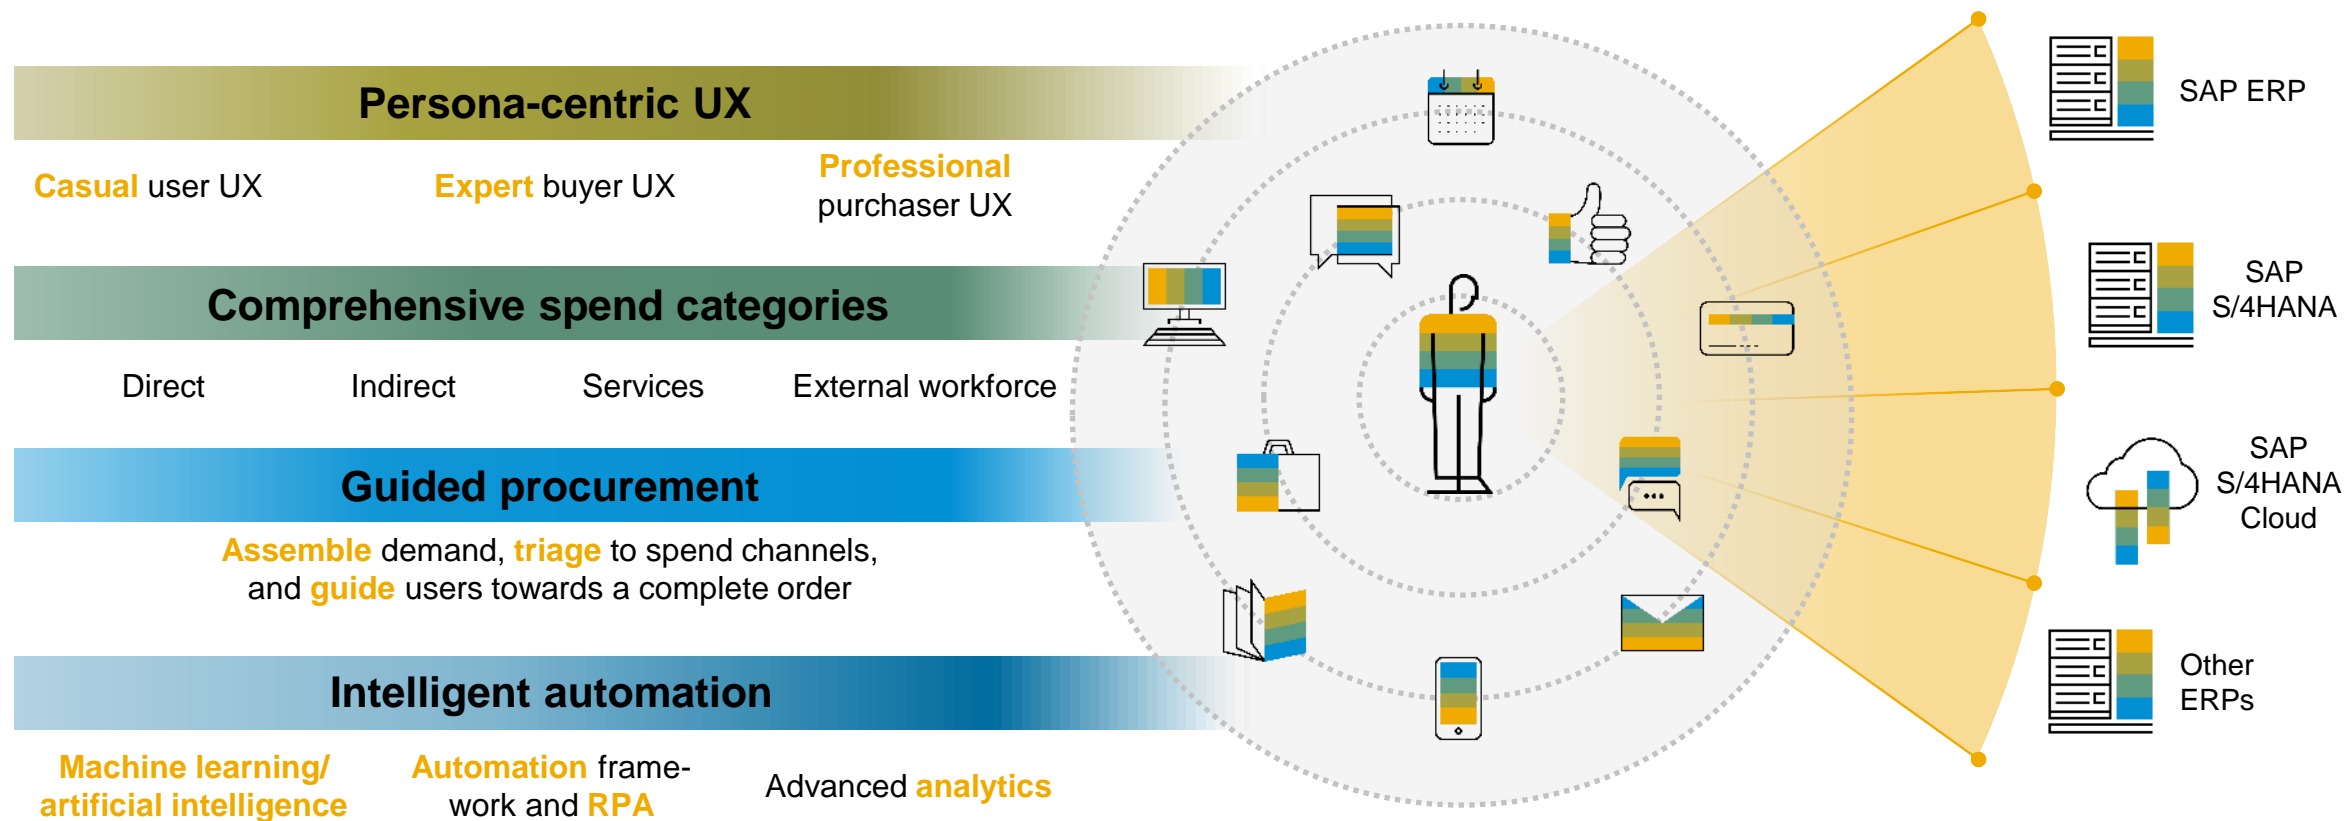 Persona-centric UX
Casual user UX
Expert buyer UX
Professional
purchaser UX
Comprehensive spend categories
Direct
Indirect
Services
External workforce
Guided procurement
Assemble demand, triage to spend channels,
and guide users towards a complete order
Intelligent automation
Machine learning/
artificial intelligence
Automation frame-
work and RPA
Advanced analytics
SAP ERP
SAP
S/4HANA
SAP
S/4HANA
Cloud
Other
ERPs